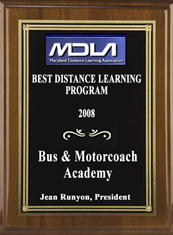 MDLA
Maryland Distance Learning Association
BEST DISTANCE LEARNING
PROGRAM
2008
Bus & Motorcoach
Academy
Jean Runyon, President